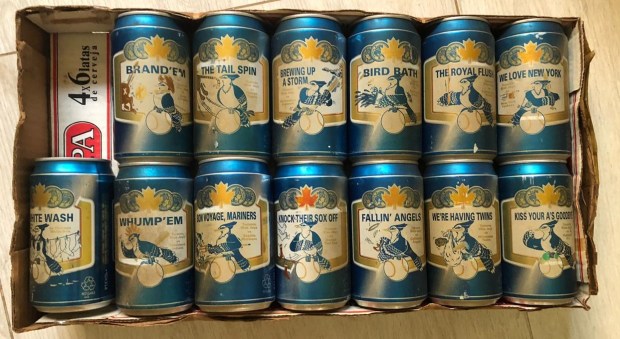 4x6 latas
de cerveja
PA
BRAND'EM
THE TAIL SPIN
BREWING UP
A STORM
BIRD BATH
THE ROYAL FLUSH
WE LOVE NEW YORK
WHITE WASH
WHUMP'EM
BON VOYAGE, MARINERS
KNOCK THEIR SOX OFF
FALLIN' ANGELS
WE'RE HAVING TWINS
KISS YOUR A'S GOODBYE